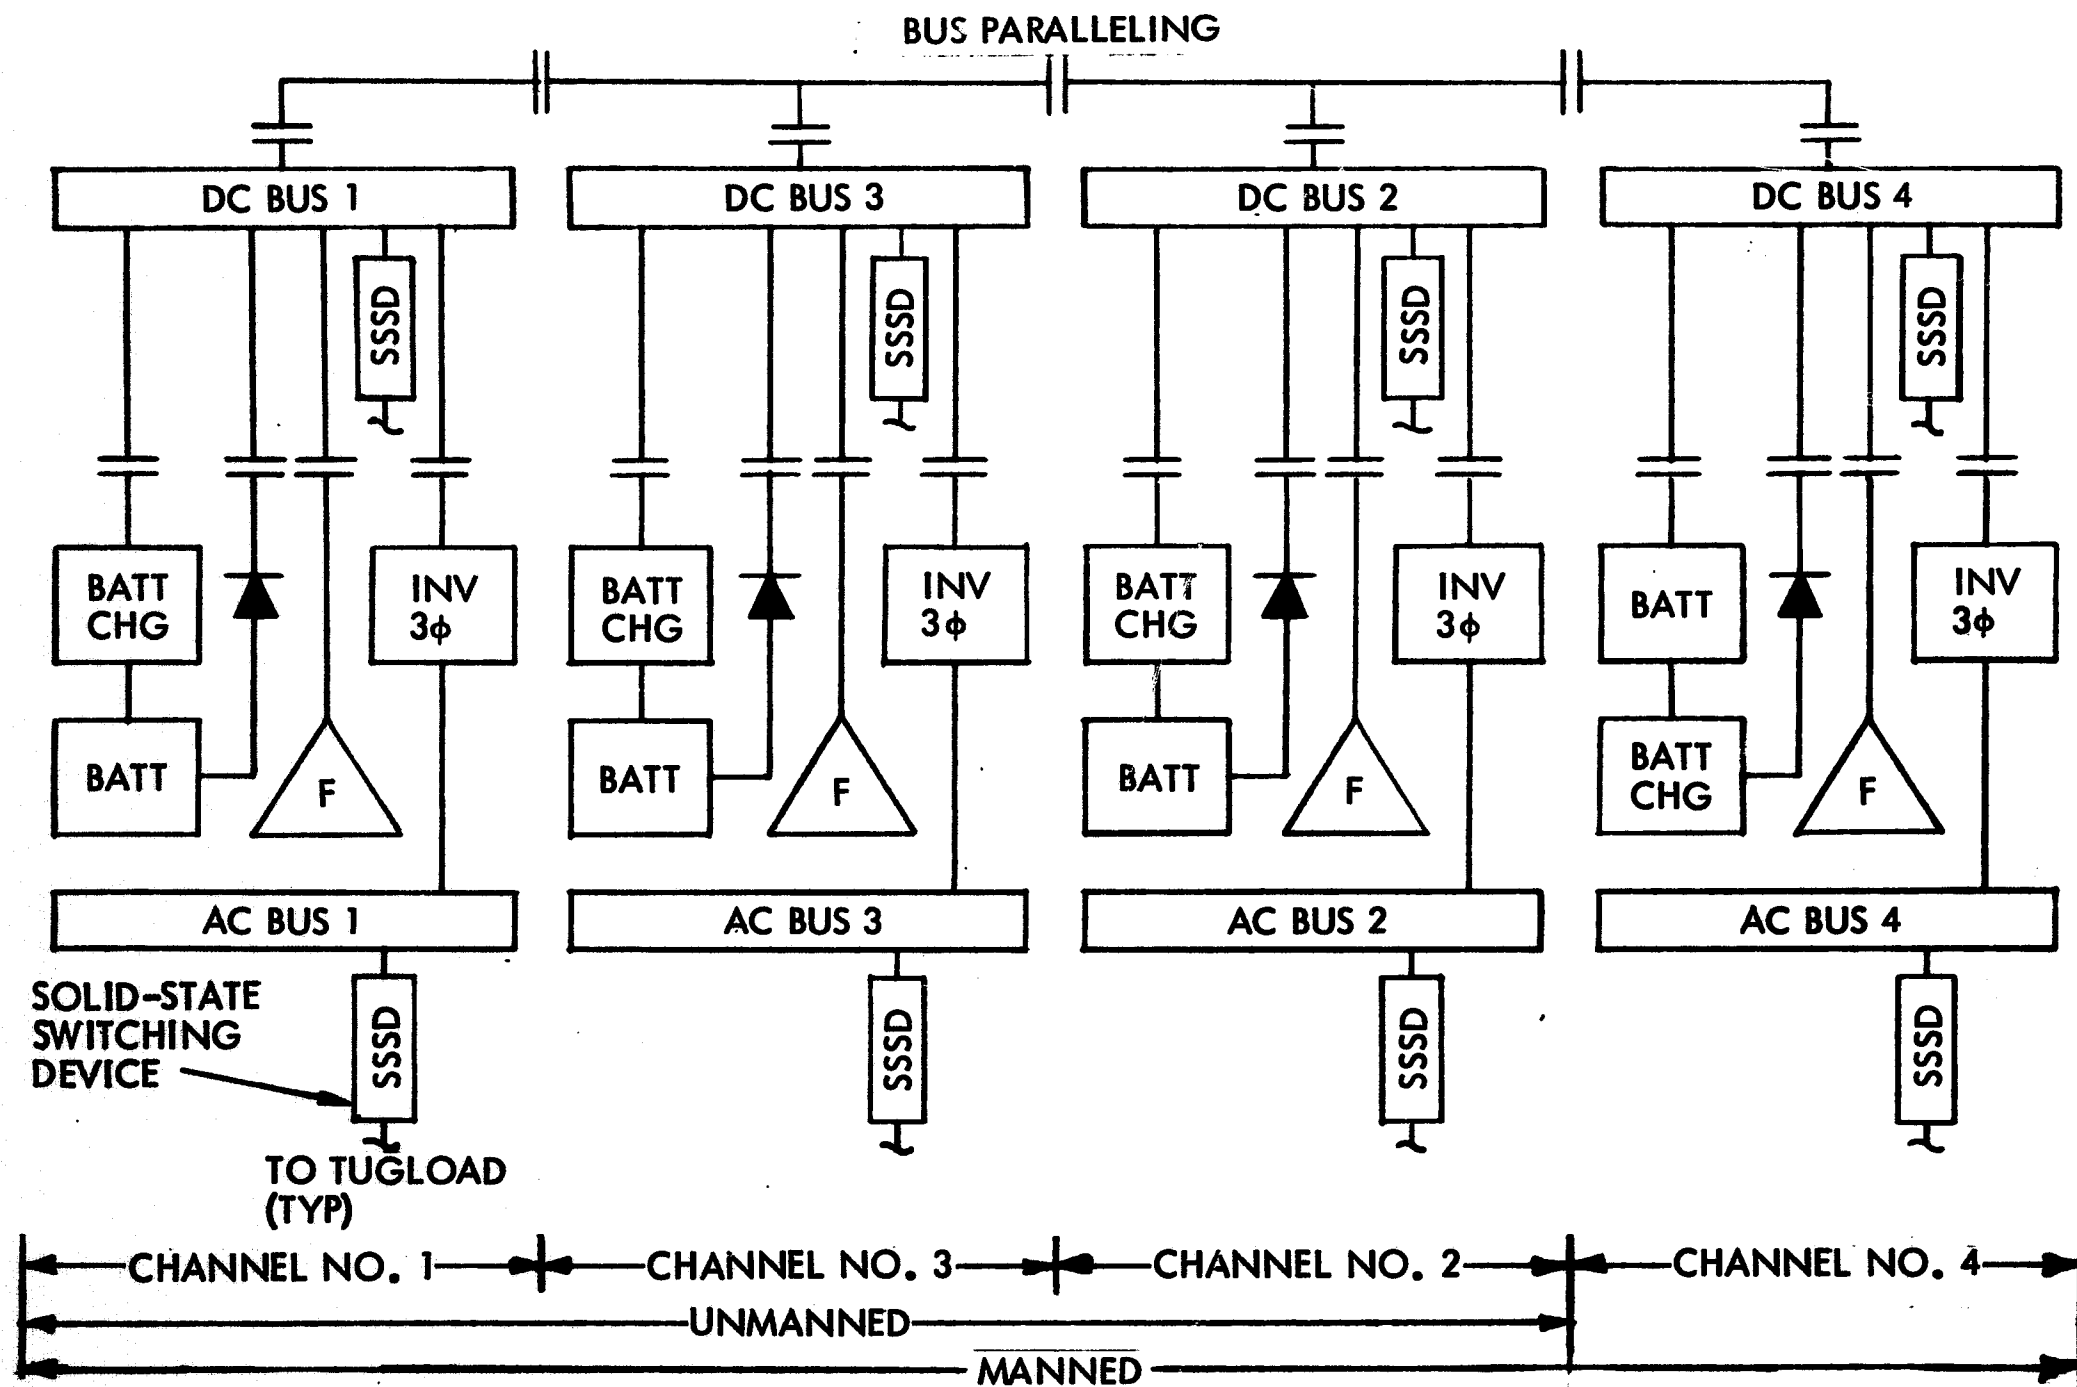 BUS PARALLELING
DC BUS 1
DC BUS 3
DC BUS 2
DC BUS 4
SSSD
SSSD
SSSD
SSSD
BATT
CHG
INV
3ϕ
BATT
CHG
INV
3ϕ
BATT
CHG
INV
3ϕ
BATT
INV
3ϕ
BATT
F
BATT
F
BATT
F
BATT
CHG
F
AC BUS 1
AC BUS 3
AC BUS 2
AC BUS 4
SOLID-STATE
SWITCHING
DEVICE
SSSD
SSSD
SSSD
SSSD
TO TUGLOAD
(TYP)
CHANNEL NO. 1
CHANNEL NO. 3
CHANNEL NO. 2
CHANNEL NO. 4
UNMANNED
MANNED